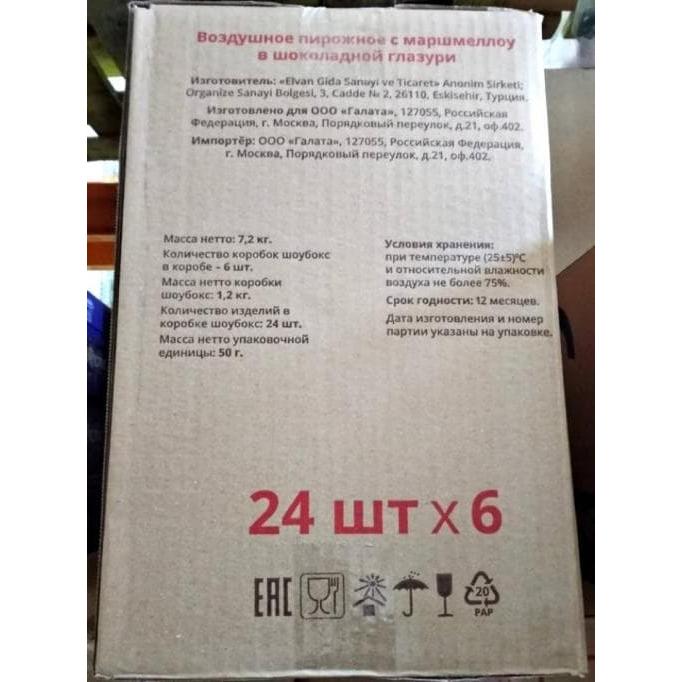 Воздушное пирожное с маршмеллоу
в шоколадной глазури
Изготовитель: «Elvan Gida Sanayi ve Ticaret» Anonim Sirketi;
Organize Sanayi Bolgesi, 3, Cadde № 2, 26110, Eskisehir, Турция.
Изготовлено для ООО «Галата», 127055, Российская
Федерация, г. Москва, Порядковый переулок, д.21, оф.402.
Импортёр: ООО «Галата», 127055, Российская Федерация,
г. Москва, Порядковый переулок, д.21, оф.402.
Масса нетто: 7,2 кг.
Количество коробок шоубокс
в коробе – 6 шт.
Масса нетто коробки
шоубокс: 1,2 кг.
Количество изделий в
коробке шоубокс: 24 шт.
Масса нетто упаковочной
единицы: 50 г.
Условия хранения:
при температуре (25±5)°С
и относительной влажности
воздуха не более 75%.
Срок годности: 12 месяцев.
Дата изготовления и номер
партии указаны на упаковке.
24 шт x 6
EAC
20
PAP